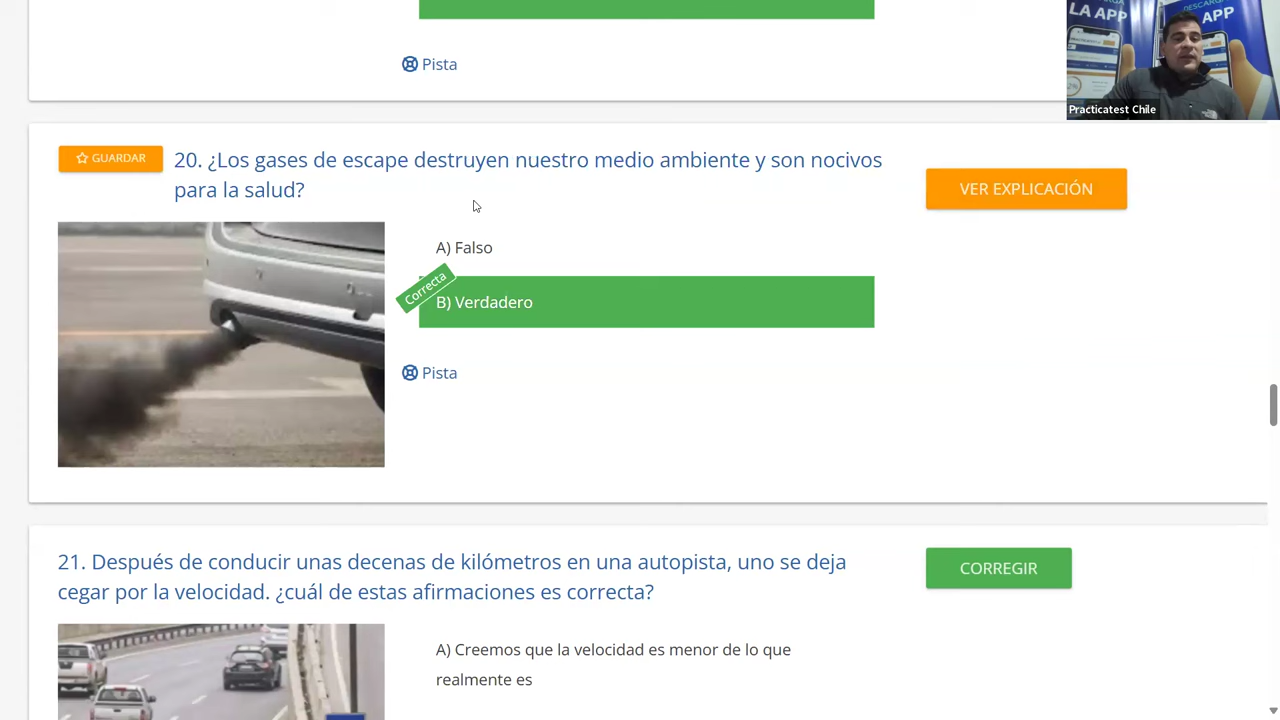 LA APP
DESCARGA
APP
Practicatest Chile
Pista
GUARDAR
20. ¿Los gases de escape destruyen nuestro medio ambiente y son nocivos
para la salud?
VER EXPLICACIÓN
A) Falso
Correcta
B) Verdadero
Pista
21. Después de conducir unas decenas de kilómetros en una autopista, uno se deja
cegar por la velocidad. ¿cuál de estas afirmaciones es correcta?
CORREGIR
A) Creemos que la velocidad es menor de lo que
realmente es